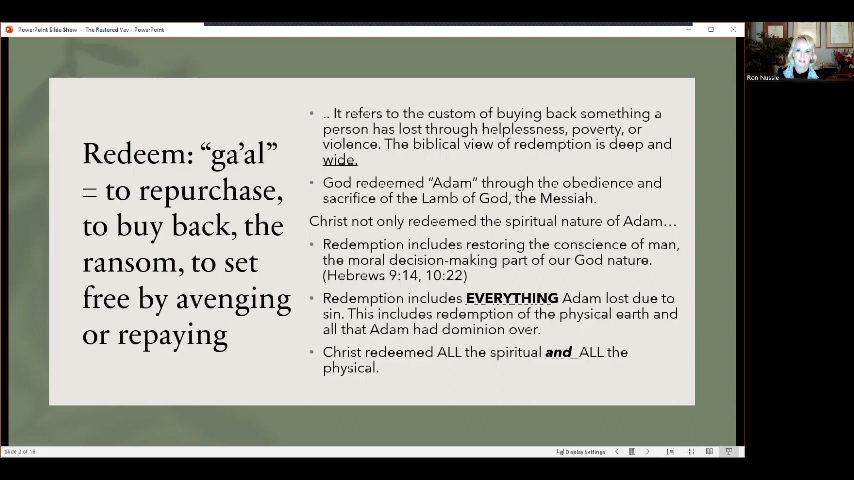 PowerPoint Slide Show - The Restored Vav - PowerPoint
Ron Nussle
Redeem: “ga’al”
= to repurchase,
to buy back, the
ransom, to set
free by avenging
or repaying
• .. It refers to the custom of buying back something a
person has lost through helplessness, poverty, or
violence. The biblical view of redemption is deep and
wide.
• God redeemed “Adam” through the obedience and
sacrifice of the Lamb of God, the Messiah.
Christ not only redeemed the spiritual nature of Adam…
• Redemption includes restoring the conscience of man,
the moral decision-making part of our God nature.
(Hebrews 9:14, 10:22)
• Redemption includes EVERYTHING Adam lost due to
sin. This includes redemption of the physical earth and
all that Adam had dominion over.
• Christ redeemed ALL the spiritual and ALL the
physical.
Slide 2 of 16
Display Settings